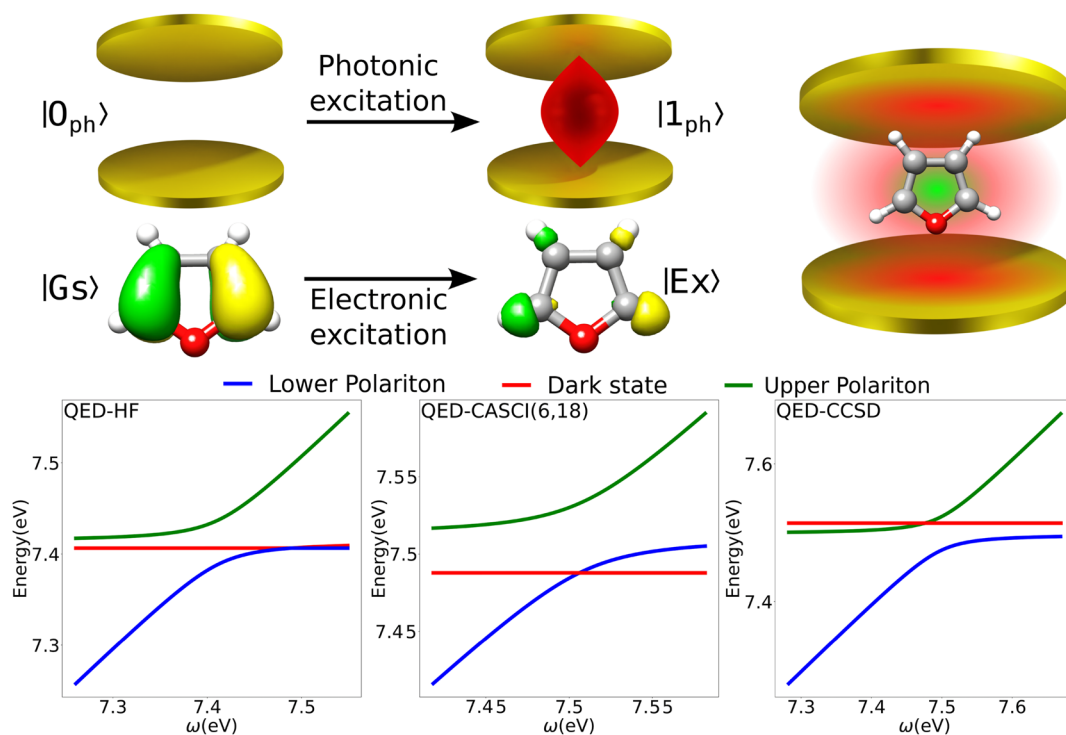 |0ph⟩
Photonic
excitation
|1ph⟩
|Gs⟩
Electronic
excitation
|Ex⟩
Lower Polariton
Dark state
Upper Polariton
QED-HF
Energy(eV)
7.5
7.4
7.3
7.3
7.4
7.5
ω(eV)
QED-CASCI(6,18)
Energy(eV)
7.55
7.5
7.45
7.45
7.5
7.55
ω(eV)
QED-CCSD
Energy(eV)
7.6
7.4
7.3
7.4
7.5
7.6
ω(eV)